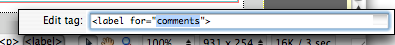 Edit tag: <label for="comments">
<p> <label> 100% 931 x 254 16K / 3 sec